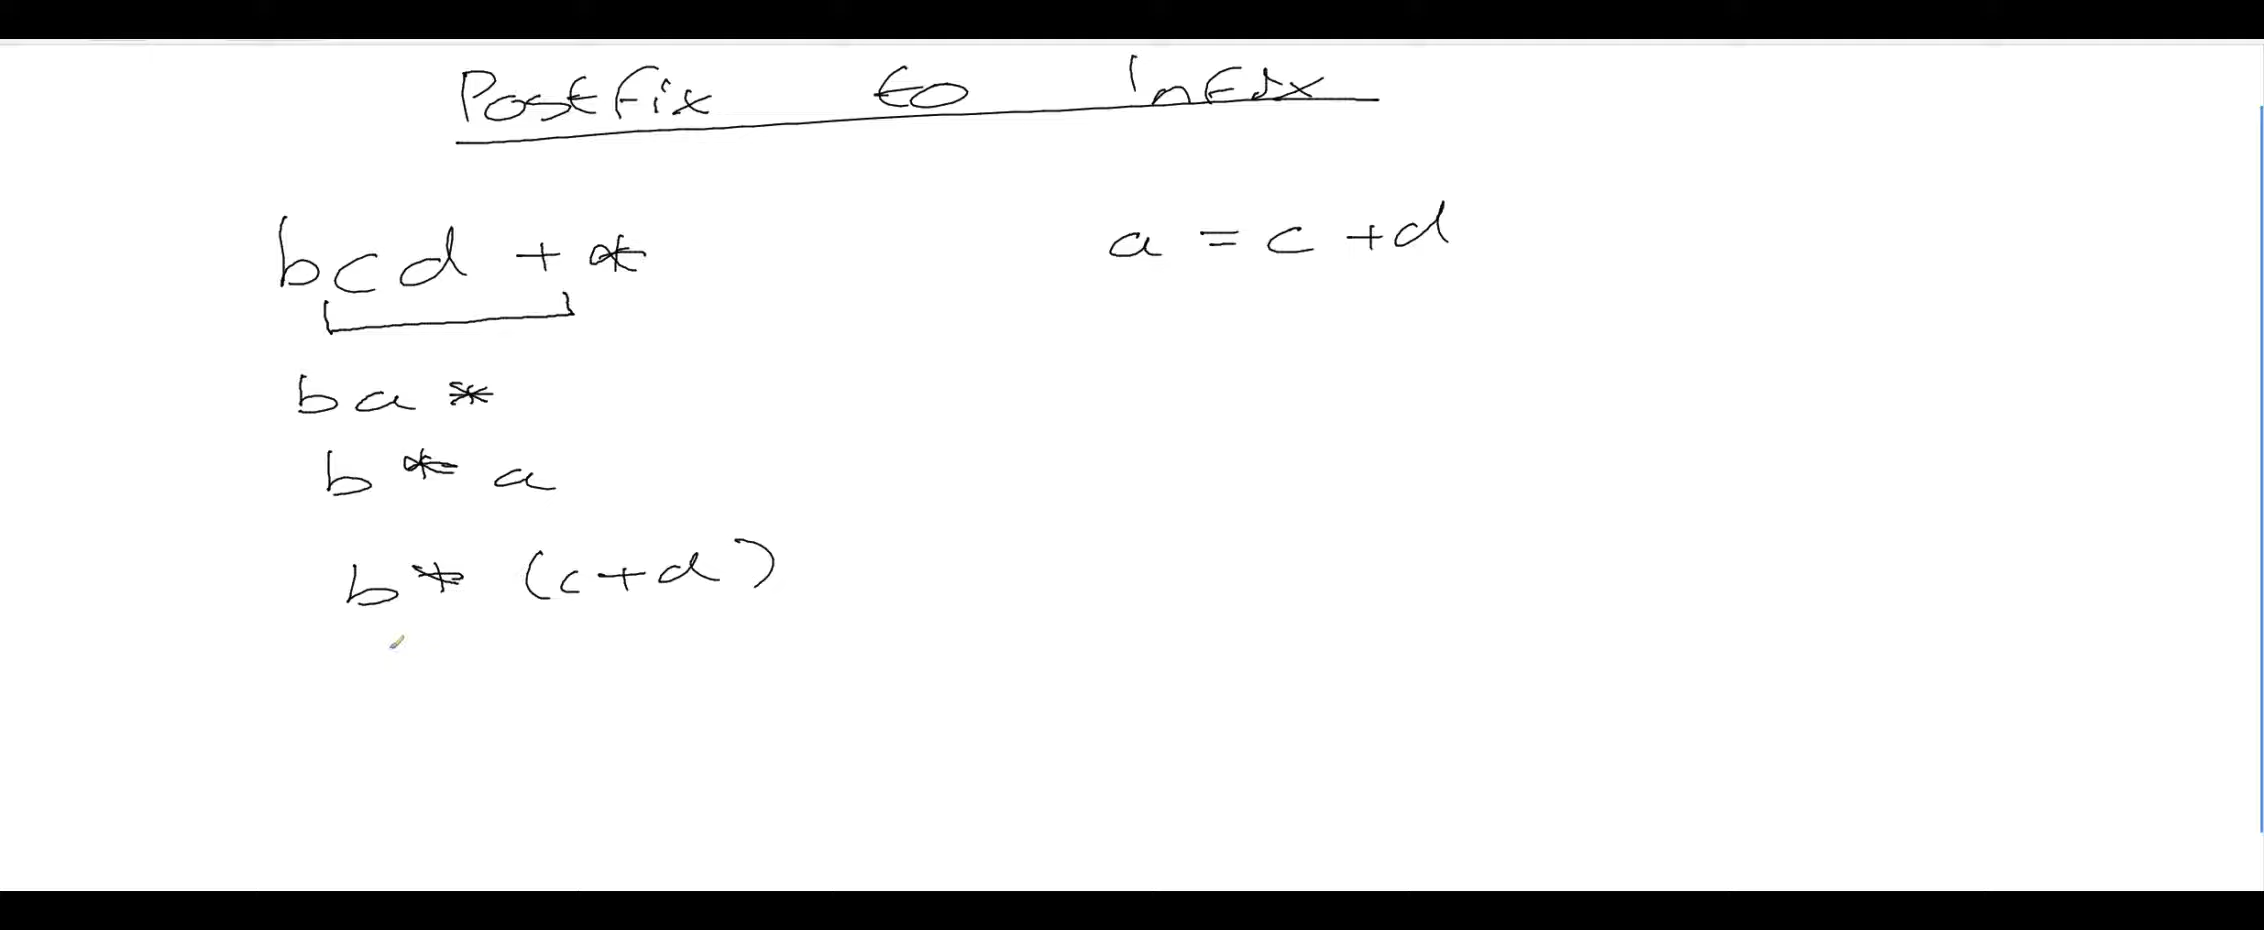 Postfix to infix
bcd + *
a = c + d
ba *
b * a
b * (c + d)